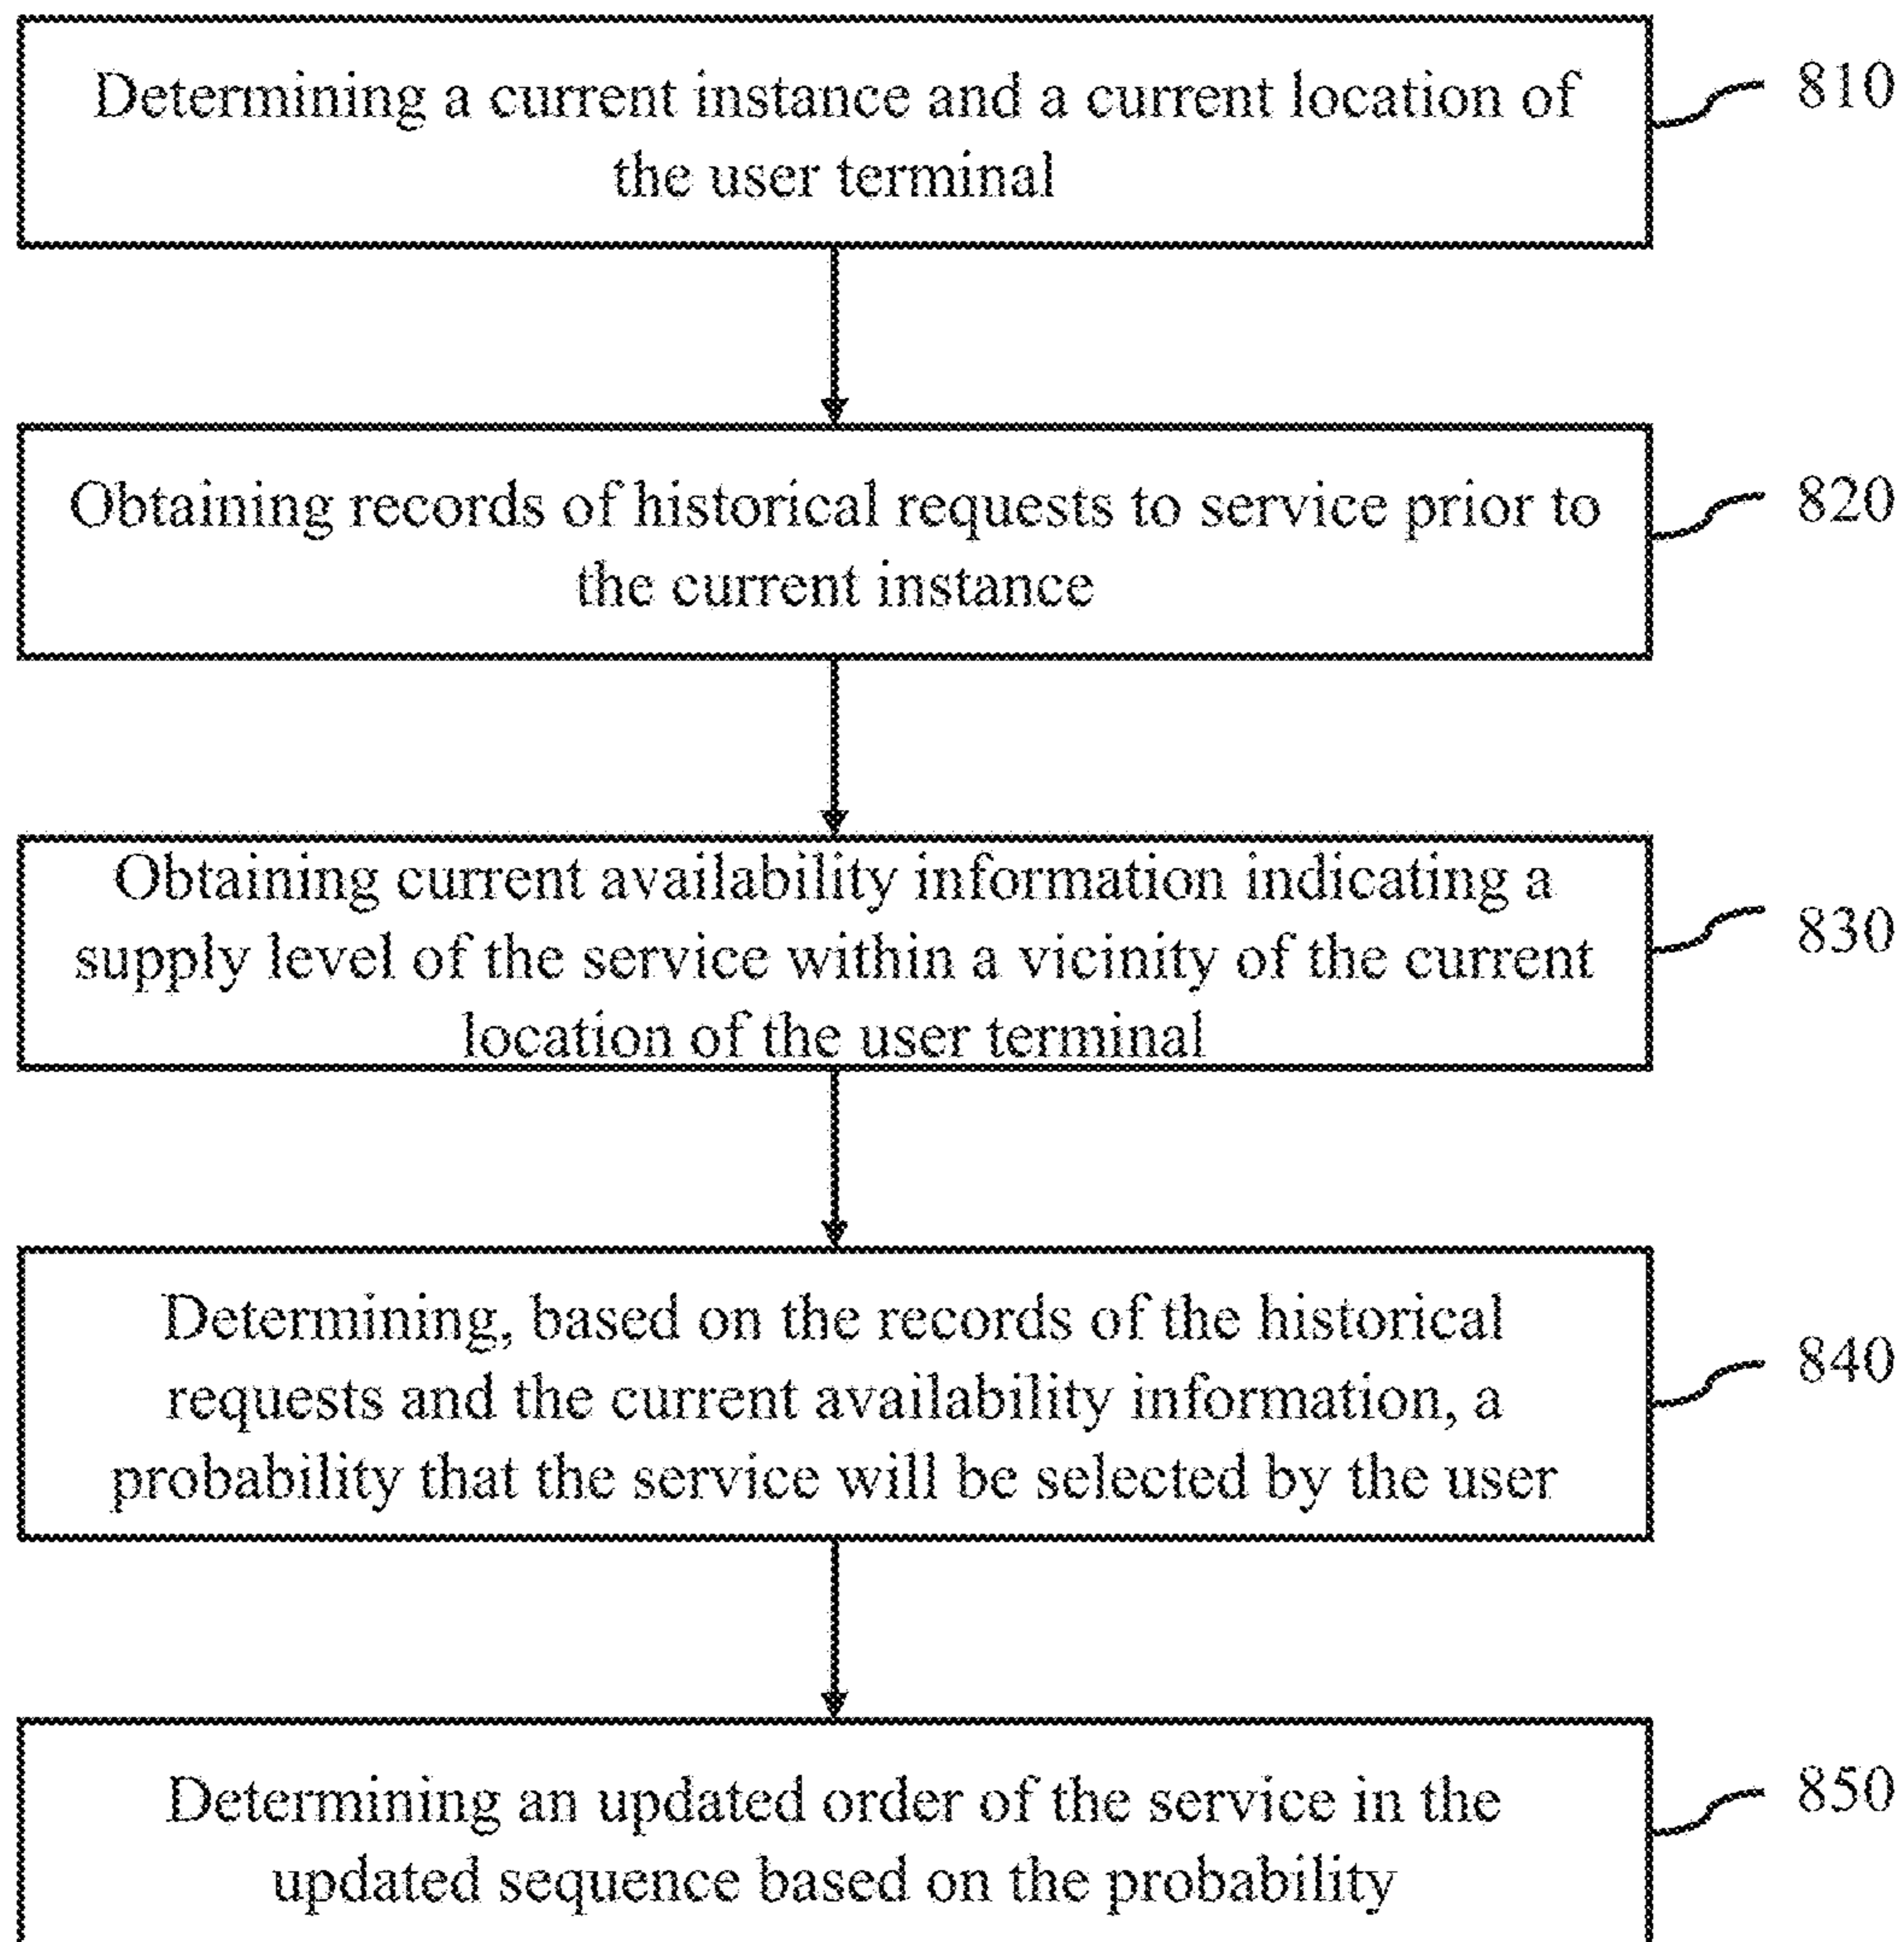 Determining a current instance and a current location of
the user terminal
810
Obtaining records of historical requests to service prior to
the current instance
820
Obtaining current availability information indicating a
supply level of the service within a vicinity of the current
location of the user terminal
830
Determining, based on the records of the historical
requests and the current availability information, a
probability that the service will be selected by the user
840
Determining an updated order of the service in the
updated sequence based on the probability
850